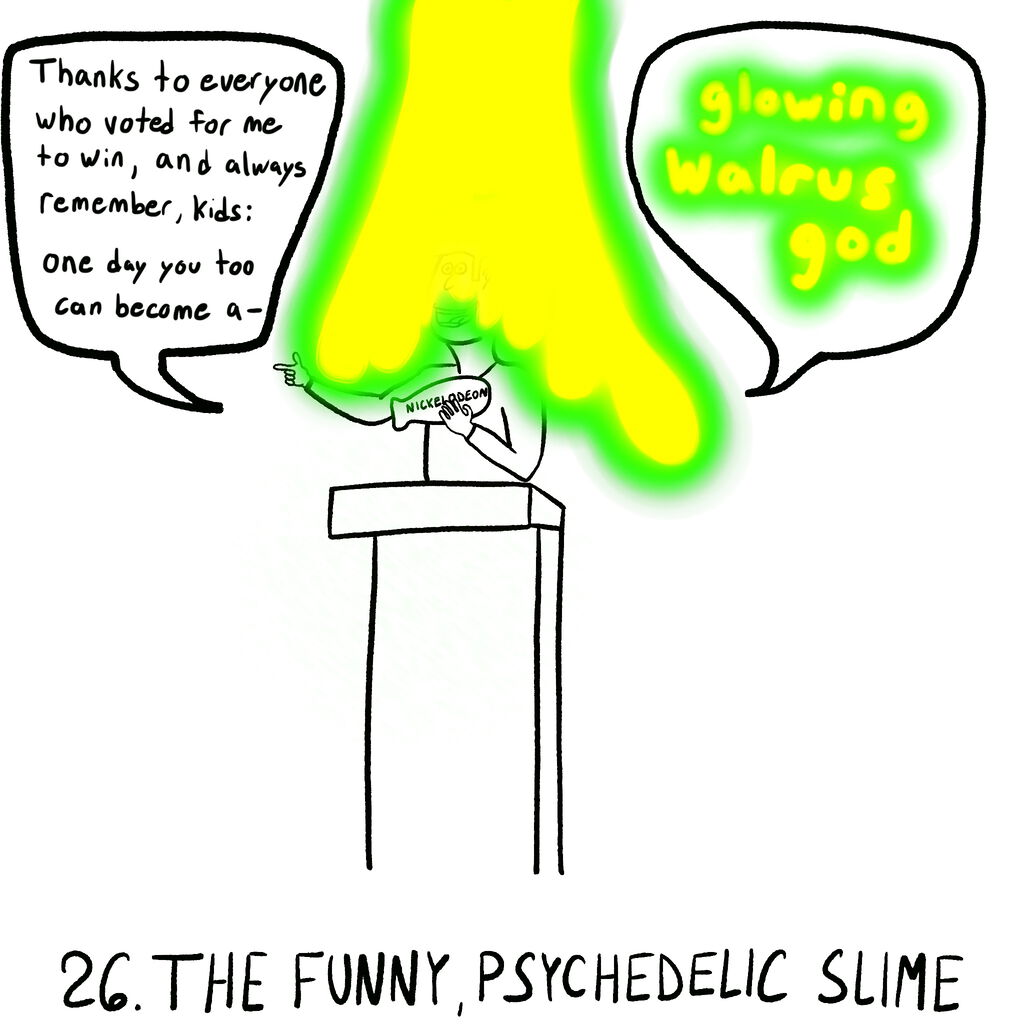 Thanks to everyone
who voted for me
to win, and always
remember, kids:
one day you too
can become a-
glowing
walrus
god
NICKELODEON
26. THE FUNNY, PSYCHEDELIC SLIME